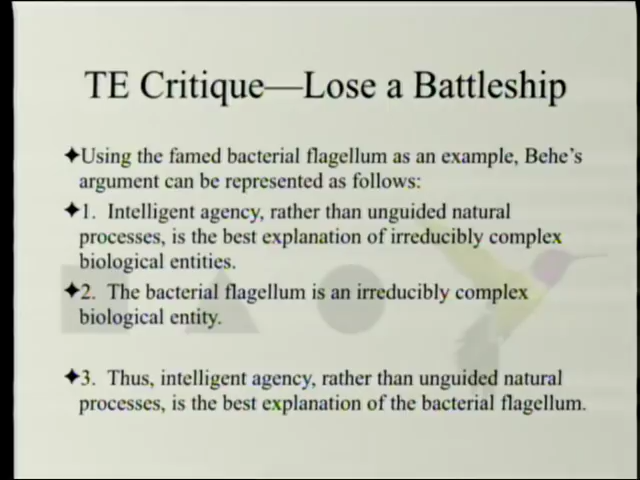 TE Critique—Lose a Battleship
✦Using the famed bacterial flagellum as an example, Behe's
argument can be represented as follows:
✦1. Intelligent agency, rather than unguided natural
processes, is the best explanation of irreducibly complex
biological entities.
✦2. The bacterial flagellum is an irreducibly complex
biological entity.
✦3. Thus, intelligent agency, rather than unguided natural
processes, is the best explanation of the bacterial flagellum.